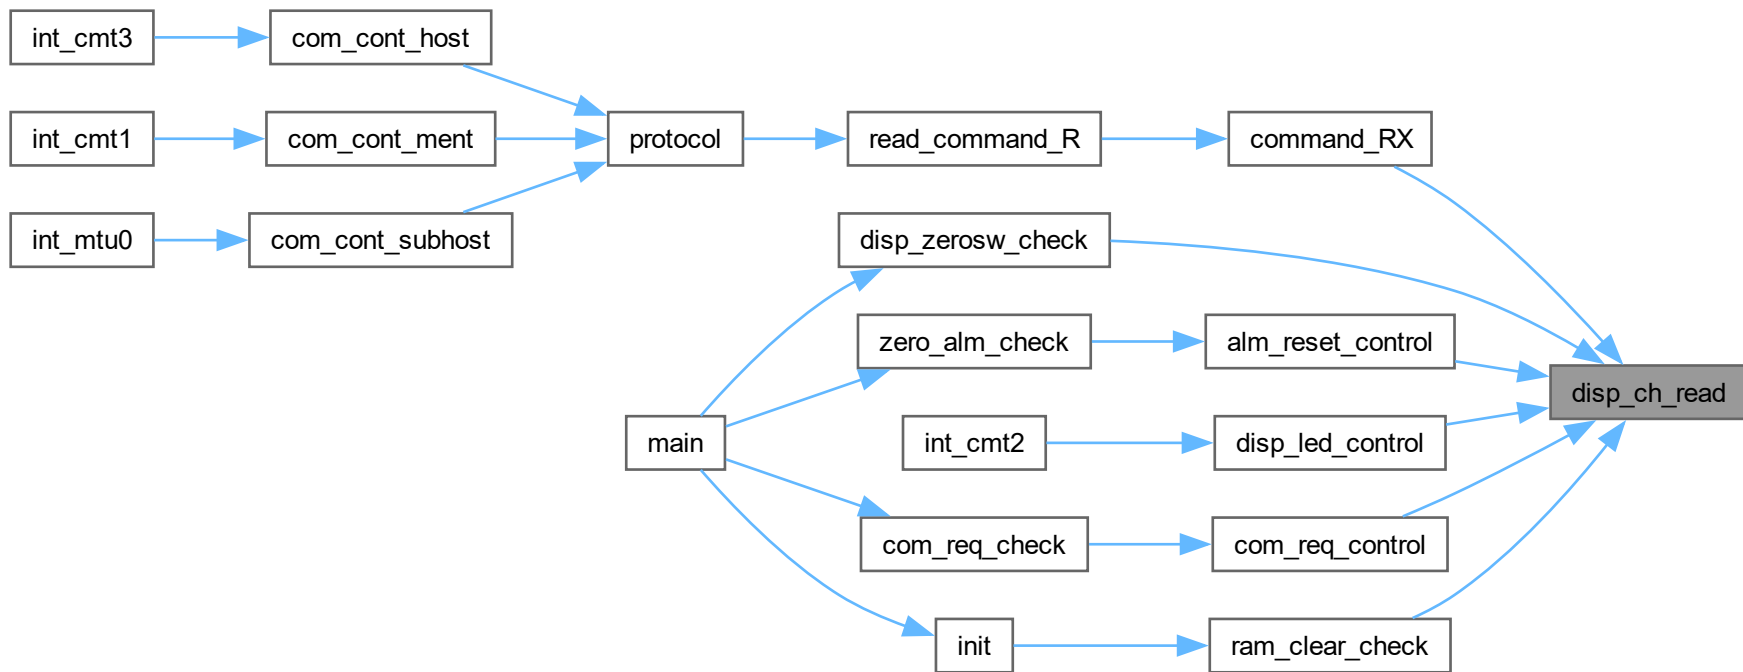 int_cmt3
com_cont_host
int_cmt1
com_cont_ment
protocol
read_command_R
command_RX
int_mtu0
com_cont_subhost
disp_zerosw_check
zero_alm_check
alm_reset_control
disp_ch_read
main
int_cmt2
disp_led_control
com_req_check
com_req_control
init
ram_clear_check